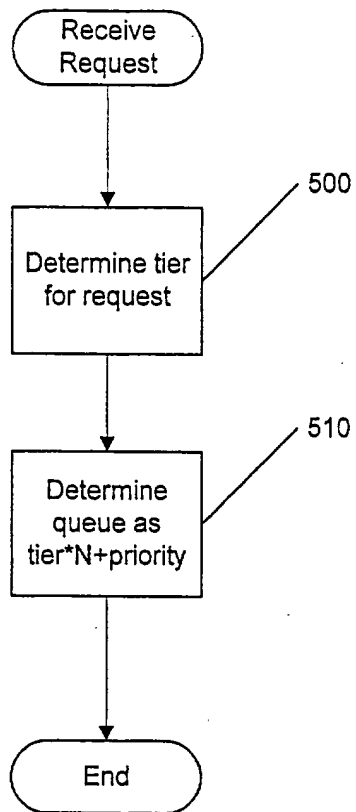 Receive
Request
500
Determine tier
for request
510
Determine
queue as
tier*N+priority
End